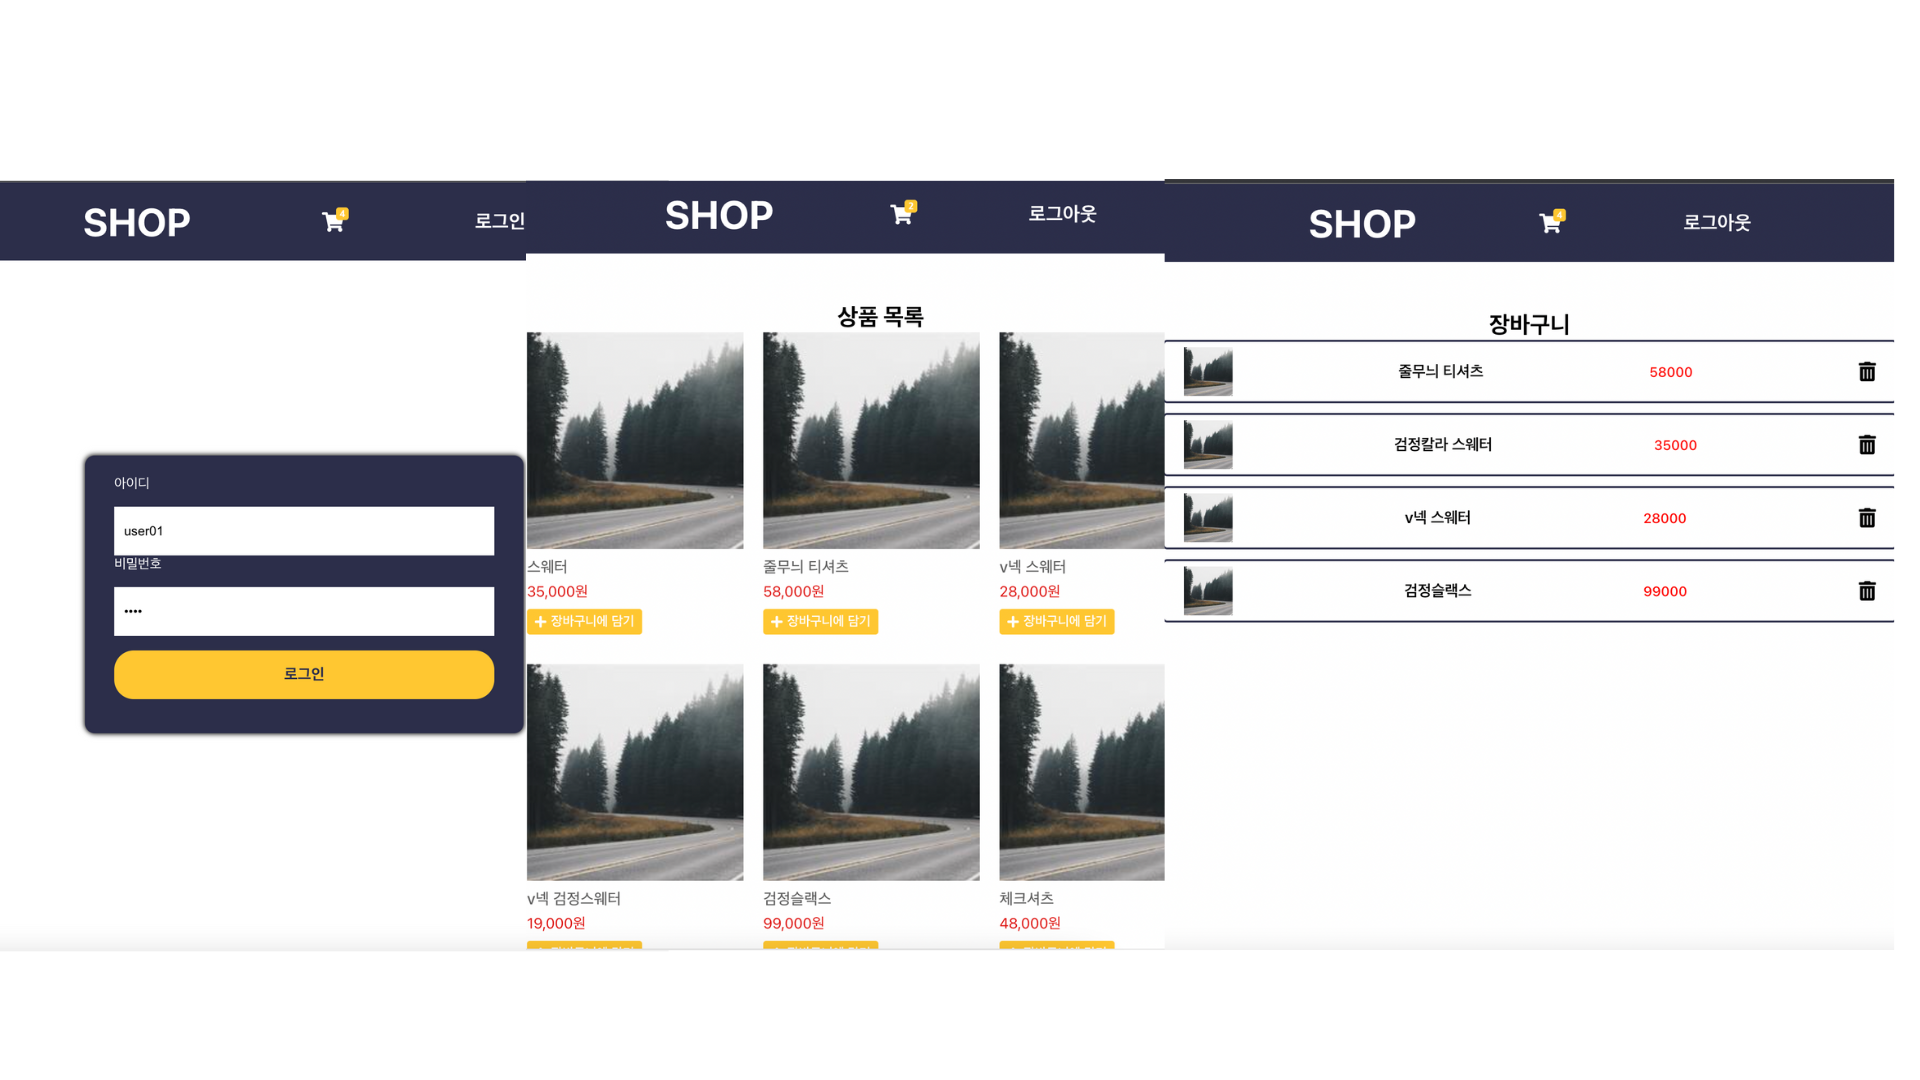 SHOP
4
로그인
아이디
user01
비밀번호
••••
로그인
SHOP
2
로그아웃
상품 목록
스웨터
줄무늬 티셔츠
v넥 스웨터
35,000원
58,000원
28,000원
+ 장바구니에 담기
+ 장바구니에 담기
+ 장바구니에 담기
v넥 검정스웨터
검정슬랙스
체크셔츠
19,000원
99,000원
48,000원
SHOP
4
로그아웃
장바구니
줄무늬 티셔츠 58000
검정칼라 스웨터 35000
v넥 스웨터 28000
검정슬랙스 99000